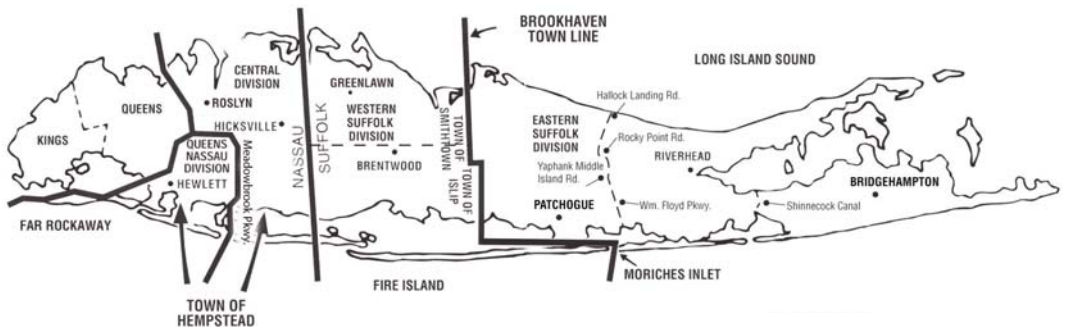 BROOKHAVEN
TOWN LINE
LONG ISLAND SOUND
CENTRAL
DIVISION
GREENLAWN
QUEENS
ROSLYN
HICKSVILLE
KINGS
QUEENS
NASSAU
DIVISION
HEWLETT
Meadowbrook Pkwy.
NASSAU
SUFFOLK
WESTERN
SUFFOLK
DIVISION
BRENTWOOD
TOWN OF
SMITHTOWN
TOWN OF
ISLIP
EASTERN
SUFFOLK
DIVISION
Hallock Landing Rd.
Rocky Point Rd.
RIVERHEAD
Yaphank Middle
Island Rd.
PATCHOGUE
Wm. Floyd Pkwy.
BRIDGEHAMPTON
Shinnecock Canal
FAR ROCKAWAY
TOWN OF
HEMPSTEAD
FIRE ISLAND
MORICHES INLET